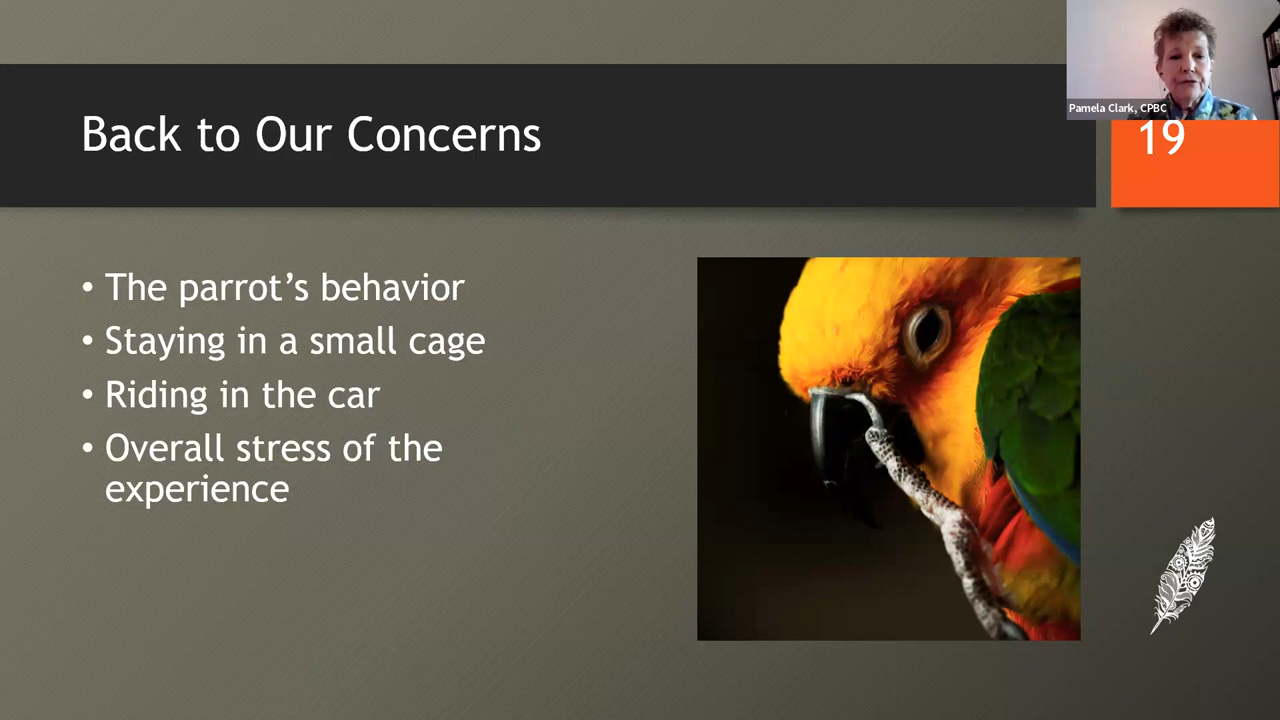 Pamela Clark, CPBC
Back to Our Concerns
19
• The parrot’s behavior
• Staying in a small cage
• Riding in the car
• Overall stress of the
experience